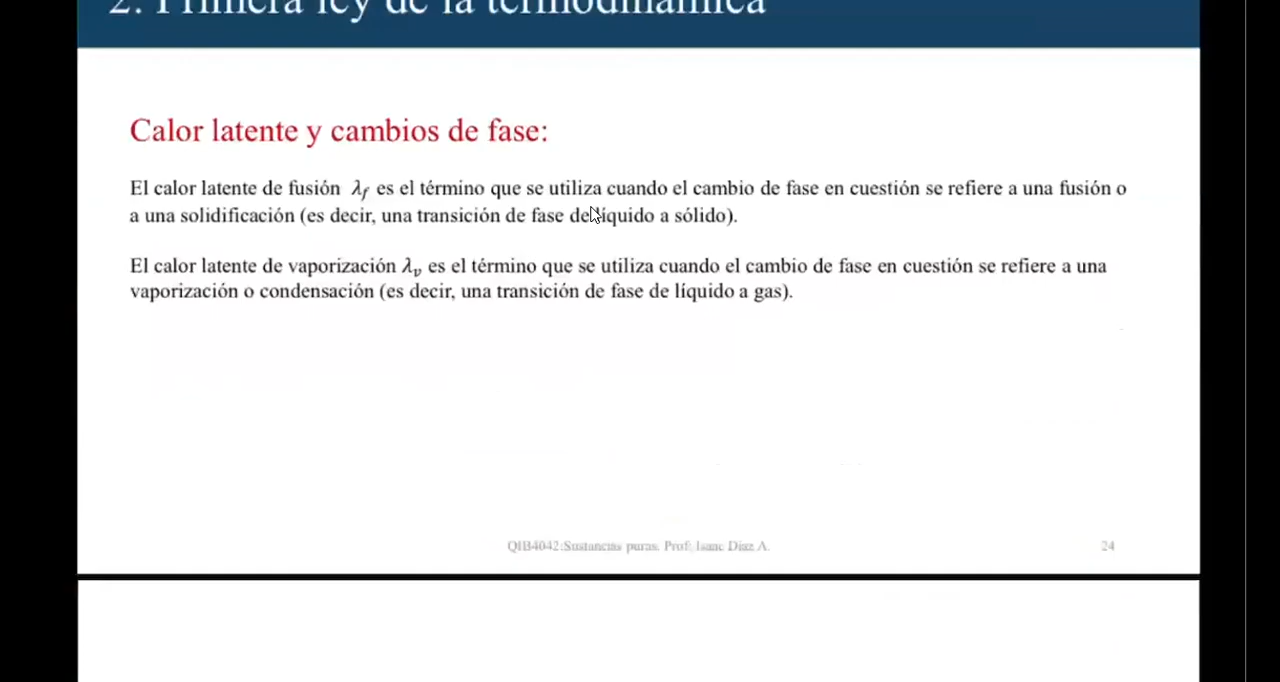 2. Primera ley de la termodinámica
Calor latente y cambios de fase:
El calor latente de fusión λf es el término que se utiliza cuando el cambio de fase en cuestión se refiere a una fusión o
a una solidificación (es decir, una transición de fase de líquido a sólido).
El calor latente de vaporización λv es el término que se utiliza cuando el cambio de fase en cuestión se refiere a una
vaporización o condensación (es decir, una transición de fase de líquido a gas).
QIB4042:Sustancias puras. Prof: Isaac Diaz A.
24